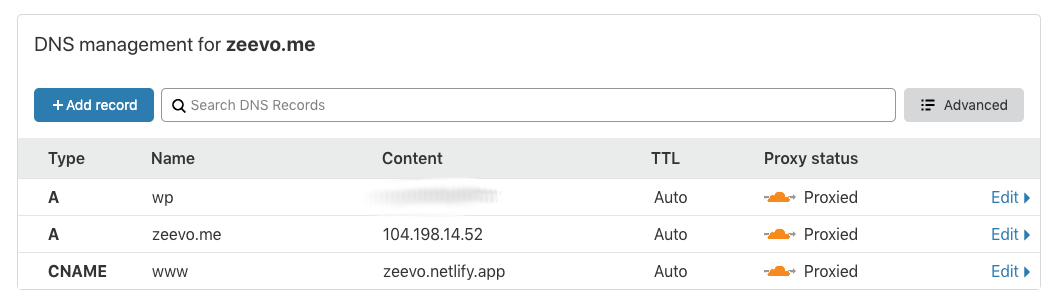 DNS management for zeevo.me
+ Add record Search DNS Records Advanced
Type Name Content TTL Proxy status
A wp Auto Proxied Edit
A zeevo.me 104.198.14.52 Auto Proxied Edit
CNAME www zeevo.netlify.app Auto Proxied Edit